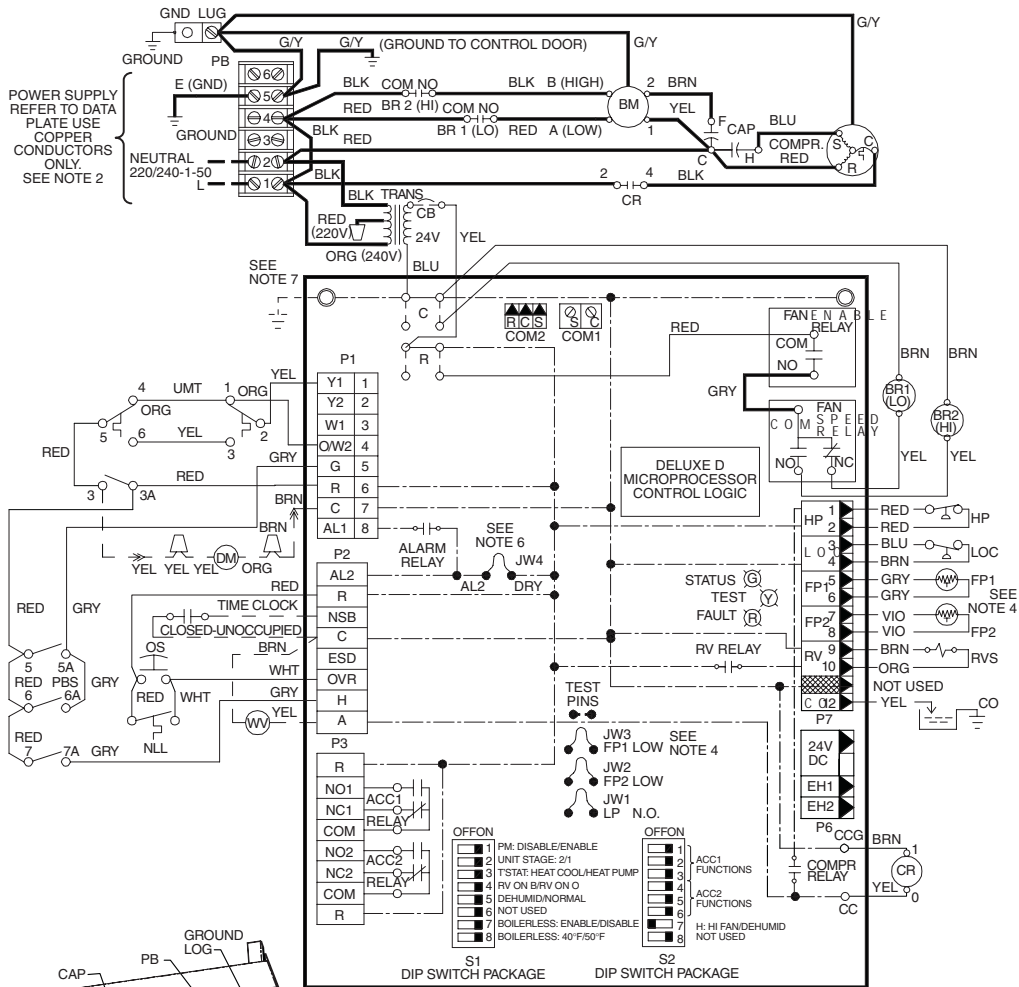 GND LUG
GROUND
PB
G/Y
G/Y
(GROUND TO CONTROL DOOR)
G/Y
G/Y
POWER SUPPLY
REFER TO DATA
PLATE USE
COPPER
CONDUCTORS
ONLY.
SEE NOTE 2
E (GND)
6
5
4
3
2
1
GROUND
NEUTRAL
220/240-1-50
L
BLK
COM NO
BLK
B (HIGH)
2
BRN
BR 2 (HI)
RED
COM NO
BR 1 (LO)
RED
A (LOW)
BM
1
YEL
BLK
RED
F
CAP
C
H
BLU
COMPR.
RED
S
C
R
BLK
2
4
BLK
CR
BLK
TRANS
CB
RED
(220V)
24V
YEL
ORG (240V)
BLU
SEE
NOTE 7
C
R
R C S
COM2
S C
COM1
RED
FAN ENABLE
RELAY
COM
NO
GRY
FAN
COM SPEED
RELAY
NO
NC
BRN
BRN
BR1
(LO)
BR2
(HI)
YEL
YEL
P1
Y1 1
Y2 2
W1 3
O/W2 4
G 5
R 6
C 7
AL1 8
YEL
4
UMT
1
ORG
ORG
5
6
YEL
3
2
RED
GRY
RED
3
3A
BRN
BRN
YEL
YEL
YEL
DM
ORG
ALARM
RELAY
SEE
NOTE 6
JW4
AL2
DRY
DELUXE D
MICROPROCESSOR
CONTROL LOGIC
P2
AL2
R
NSB
C
ESD
OVR
H
A
RED
TIME CLOCK
CLOSED-UNOCCUPIED
OS
BRN
WHT
GRY
YEL
WV
RED
WHT
NLL
RED
GRY
5
5A
RED
PBS
GRY
6
6A
RED
7
7A
GRY
STATUS G
TEST Y
FAULT R
RV RELAY
TEST
PINS
JW3
FP1 LOW
JW2
FP2 LOW
JW1
LP N.O.
SEE
NOTE 4
HP 1
2
LOC 3
4
FP1 5
6
FP2 7
8
RV 9
10
CO 12
P7
RED
RED
HP
BLU
BRN
LOC
GRY
GRY
FP1
VIO
VIO
FP2
SEE
NOTE 4
BRN
ORG
RVS
NOT USED
YEL
CO
24V
DC
EH1
EH2
P6
CCG
BRN
1
COMPR
RELAY
CR
YEL
0
CC
P3
R
NO1
NC1
COM
NO2
NC2
COM
R
ACC1
RELAY
ACC2
RELAY
OFF ON
1 PM: DISABLE/ENABLE
2 UNIT STAGE: 2/1
3 T'STAT: HEAT COOL/HEAT PUMP
4 RV ON B/RV ON O
5 DEHUMID/NORMAL
6 NOT USED
7 BOILERLESS: ENABLE/DISABLE
8 BOILERLESS: 40°F/50°F
S1
DIP SWITCH PACKAGE
OFF ON
1
2
3
ACC1
FUNCTIONS
4
5
6
ACC2
FUNCTIONS
7 H: HI FAN/DEHUMID
8 NOT USED
S2
DIP SWITCH PACKAGE
CAP
PB
GROUND
LOG